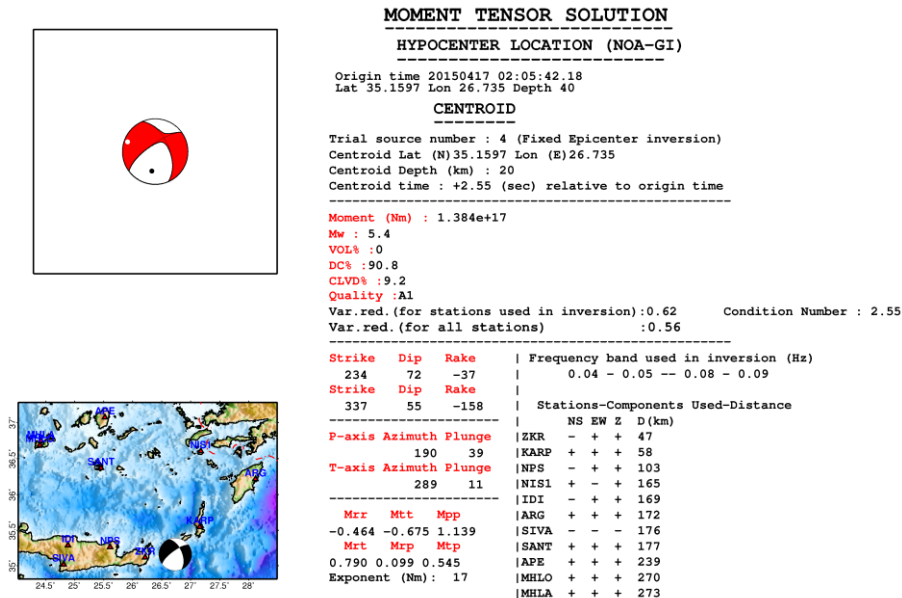 MOMENT TENSOR SOLUTION
HYPOCENTER LOCATION (NOA-GI)
Origin time 20150417 02:05:42.18
Lat 35.1597 Lon 26.735 Depth 40
CENTROID
Trial source number : 4 (Fixed Epicenter inversion)
Centroid Lat (N)35.1597 Lon (E)26.735
Centroid Depth (km) : 20
Centroid time : +2.55 (sec) relative to origin time
Moment (Nm) : 1.384e+17
Mw : 5.4
VOL% :0
DC% :90.8
CLVD% :9.2
Quality :A1
Var.red.(for stations used in inversion):0.62 Condition Number : 2.55
Var.red.(for all stations) :0.56
Strike Dip Rake
234 72 -37
Strike Dip Rake
337 55 -158
P-axis Azimuth Plunge
190 39
T-axis Azimuth Plunge
289 11
Mrr Mtt Mpp
-0.464 -0.675 1.139
Mrt Mrp Mtp
0.790 0.099 0.545
Exponent (Nm): 17
| Frequency band used in inversion (Hz)
| 0.04 - 0.05 -- 0.08 - 0.09
|
| Stations-Components Used-Distance
| NS EW Z D(km)
|ZKR - + + 47
|KARP + + + 58
|NPS - + + 103
|NIS1 + - + 165
|IDI - + + 169
|ARG + + + 172
|SIVA - - - 176
|SANT + + + 177
|APE + + + 239
|MHLO + + + 270
|MHLA + + + 273
37˚
36.5˚
36˚
35.5˚
35˚
APE
NIS1
SANT
ARG
KARP
IDI
NPS
ZKR
SIVA
24.5˚ 25˚ 25.5˚ 26˚ 26.5˚ 27˚ 27.5˚ 28˚